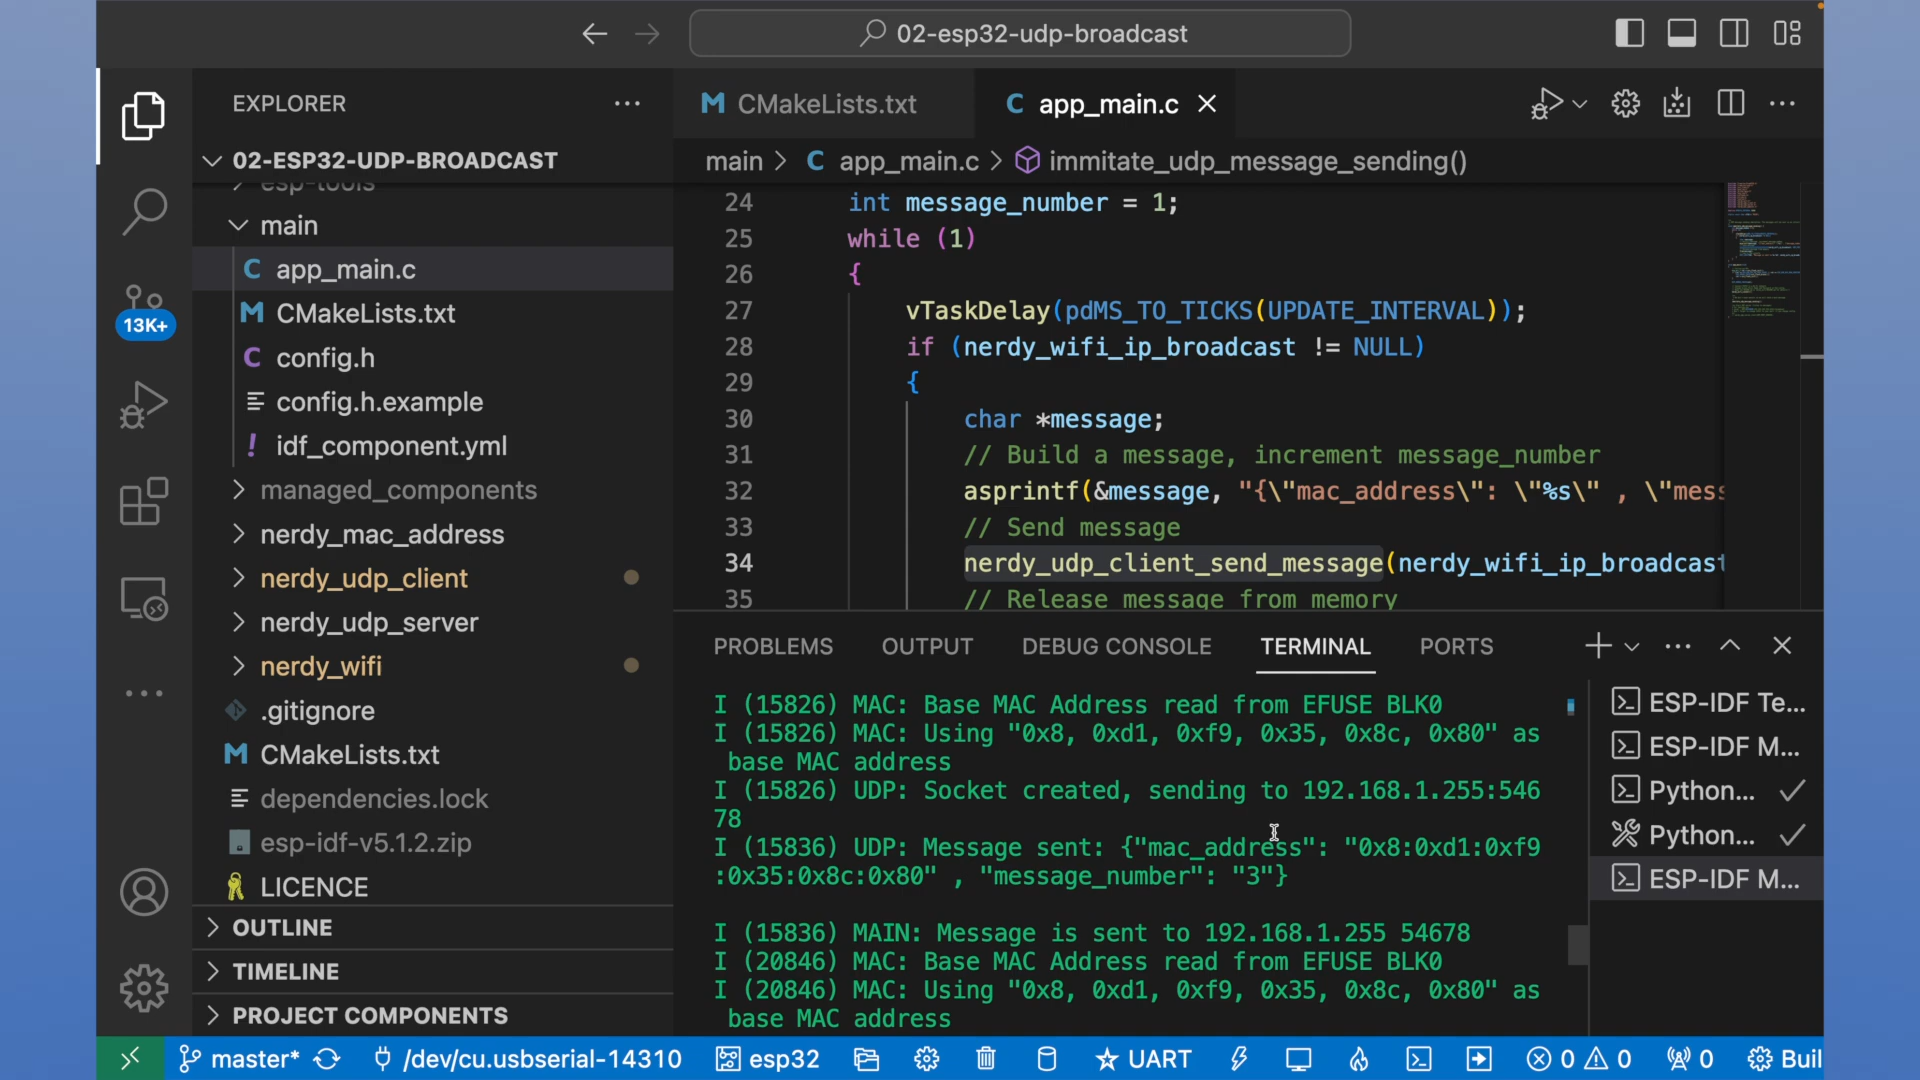 02-esp32-udp-broadcast
EXPLORER
CMakeLists.txt
app_main.c
02-ESP32-UDP-BROADCAST
main > C app_main.c > immitate_udp_message_sending()
esp-tools
main
app_main.c
CMakeLists.txt
config.h
config.h.example
idf_component.yml
managed_components
nerdy_mac_address
nerdy_udp_client
nerdy_udp_server
nerdy_wifi
.gitignore
CMakeLists.txt
dependencies.lock
esp-idf-v5.1.2.zip
LICENCE
OUTLINE
TIMELINE
PROJECT COMPONENTS
13K+
24 int message_number = 1;
25 while (1)
26 {
27 vTaskDelay(pdMS_TO_TICKS(UPDATE_INTERVAL));
28 if (nerdy_wifi_ip_broadcast != NULL)
29 {
30 char *message;
31 // Build a message, increment message_number
32 asprintf(&message, "{\"mac_address\": \"%s\" , \"mess
33 // Send message
34 nerdy_udp_client_send_message(nerdy_wifi_ip_broadcast
35 // Release message from memory
PROBLEMS OUTPUT DEBUG CONSOLE TERMINAL PORTS
I (15826) MAC: Base MAC Address read from EFUSE BLK0
I (15826) MAC: Using "0x8, 0xd1, 0xf9, 0x35, 0x8c, 0x80" as
base MAC address
I (15826) UDP: Socket created, sending to 192.168.1.255:546
78
I (15836) UDP: Message sent: {"mac_address": "0x8:0xd1:0xf9
:0x35:0x8c:0x80" , "message_number": "3"}
I (15836) MAIN: Message is sent to 192.168.1.255 54678
I (20846) MAC: Base MAC Address read from EFUSE BLK0
I (20846) MAC: Using "0x8, 0xd1, 0xf9, 0x35, 0x8c, 0x80" as
base MAC address
ESP-IDF Te...
ESP-IDF M...
Python...
Python...
ESP-IDF M...
master* /dev/cu.usbserial-14310 esp32 UART 0 0 0 Buil